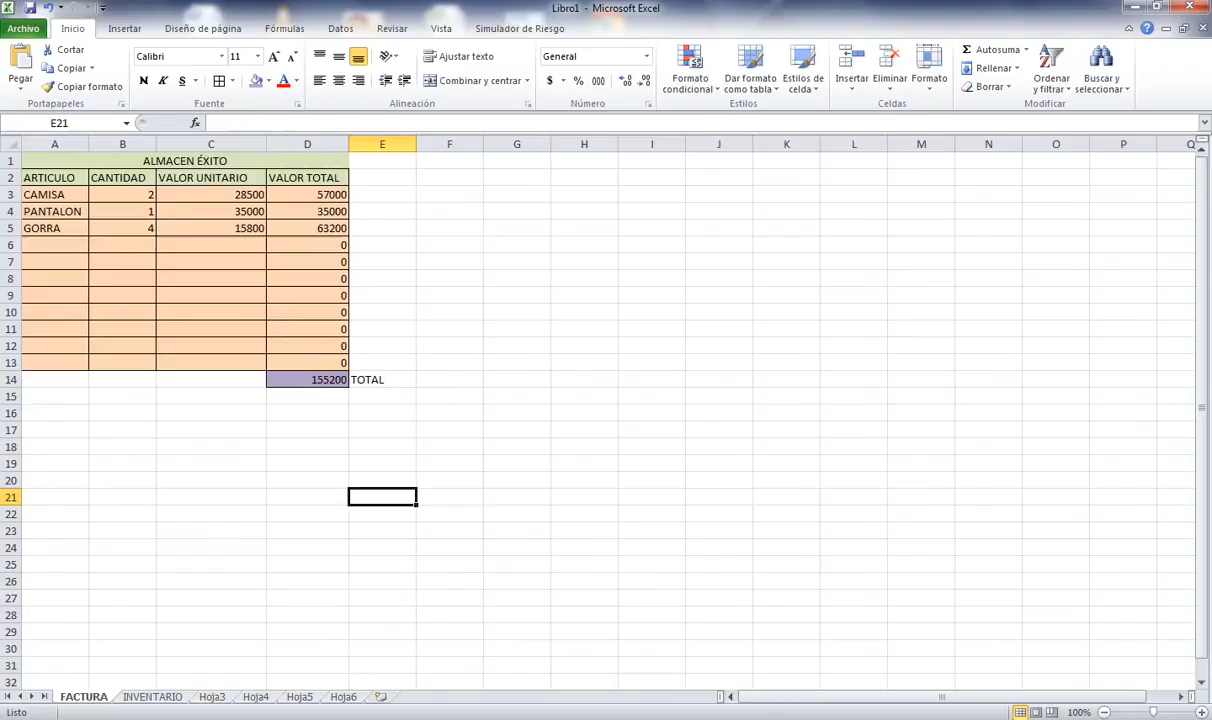 Libro1 - Microsoft Excel
Archivo Inicio Insertar Diseño de página Fórmulas Datos Revisar Vista Simulador de Riesgo
Pegar
Cortar
Copiar
Copiar formato
Portapapeles
Calibri 11
N K S
Fuente
Ajustar texto
Combinar y centrar
Alineación
General
$ % 000
Número
Formato condicional
Dar formato como tabla
Estilos de celda
Estilos
Insertar Eliminar Formato
Celdas
Autosuma
Rellenar
Borrar
Ordenar y filtrar
Buscar y seleccionar
Modificar
E21 fx
A B C D E F G H I J K L M N O P Q
1 ALMACEN ÉXITO
2 ARTICULO CANTIDAD VALOR UNITARIO VALOR TOTAL
3 CAMISA 2 28500 57000
4 PANTALON 1 35000 35000
5 GORRA 4 15800 63200
6 0
7 0
8 0
9 0
10 0
11 0
12 0
13 0
14 155200 TOTAL
15
16
17
18
19
20
21
22
23
24
25
26
27
28
29
30
31
32
FACTURA INVENTARIO Hoja3 Hoja4 Hoja5 Hoja6
Listo 100%